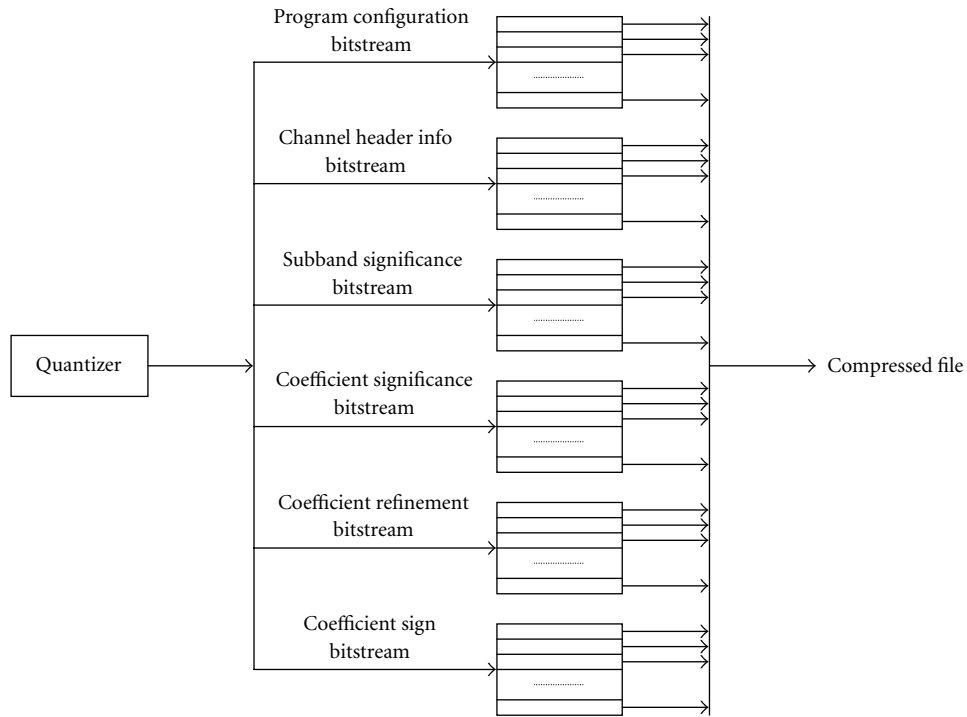 Program configuration
bitstream
Channel header info
bitstream
Subband significance
bitstream
Quantizer
Compressed file
Coefficient significance
bitstream
Coefficient refinement
bitstream
Coefficient sign
bitstream